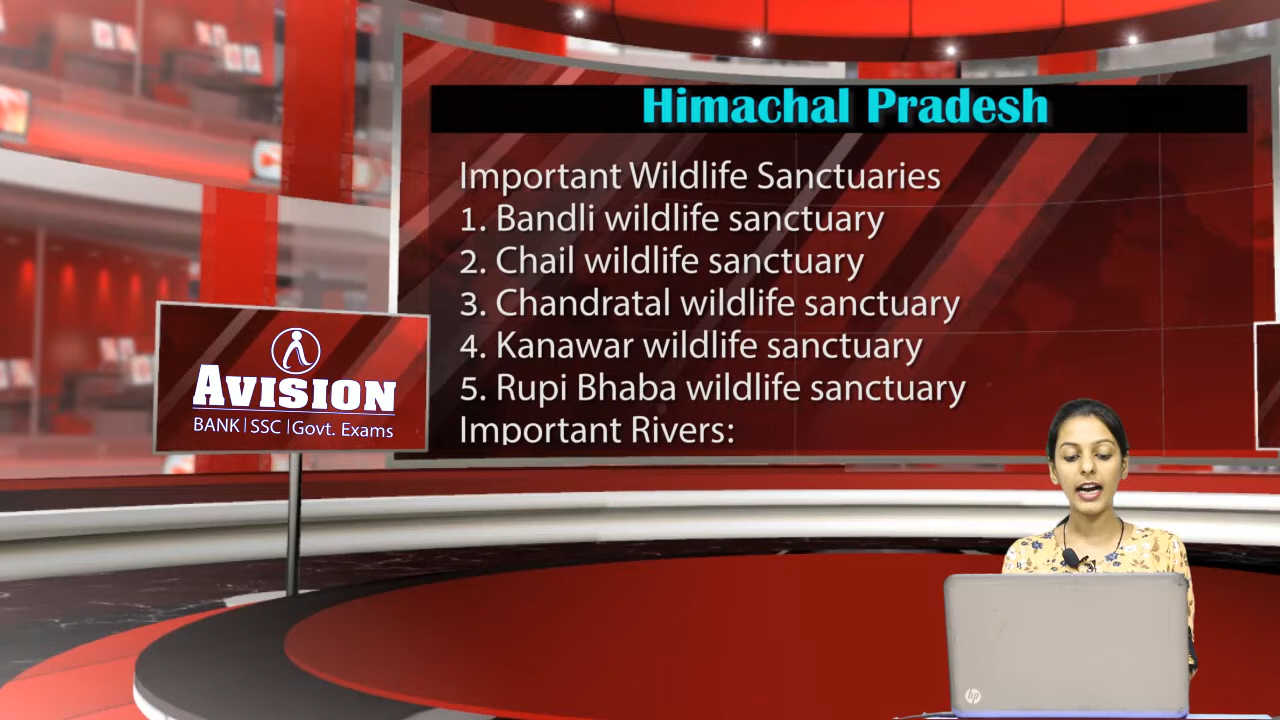 Himachal Pradesh
Important Wildlife Sanctuaries
1. Bandli wildlife sanctuary
2. Chail wildlife sanctuary
3. Chandratal wildlife sanctuary
4. Kanawar wildlife sanctuary
5. Rupi Bhaba wildlife sanctuary
Important Rivers:
AVISION
BANK|SSC|Govt. Exams
hp